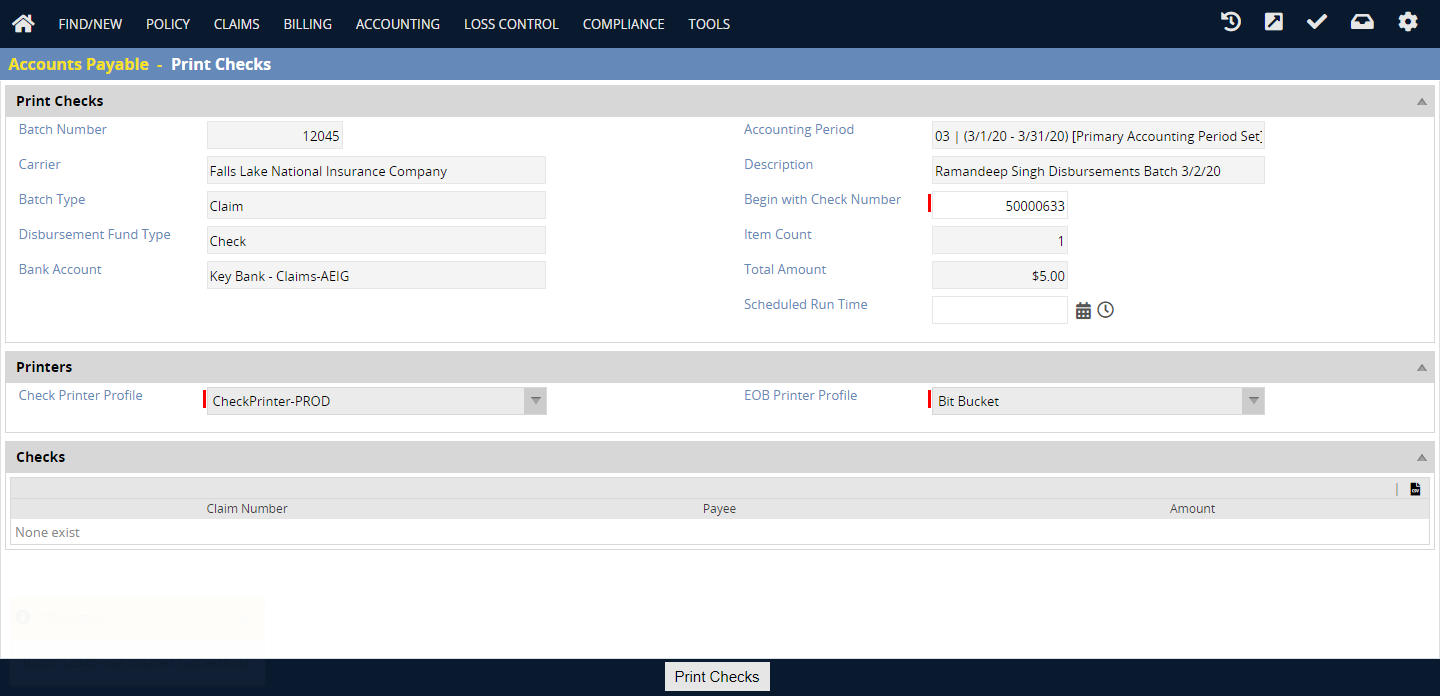 FIND/NEW POLICY CLAIMS BILLING ACCOUNTING LOSS CONTROL COMPLIANCE TOOLS
Accounts Payable - Print Checks
Print Checks
Batch Number 12045 Accounting Period 03 | (3/1/20 - 3/31/20) [Primary Accounting Period Set]
Carrier Falls Lake National Insurance Company Description Ramandeep Singh Disbursements Batch 3/2/20
Batch Type Claim Begin with Check Number 50000633
Disbursement Fund Type Check Item Count 1
Bank Account Key Bank - Claims-AEIG Total Amount $5.00
Scheduled Run Time
Printers
Check Printer Profile CheckPrinter-PROD EOB Printer Profile Bit Bucket
Checks
|
Claim Number Payee Amount
None exist
Print Checks